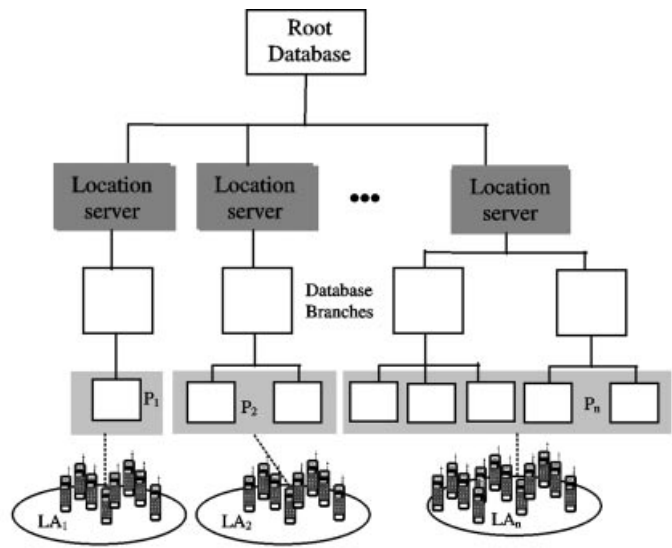 Root
Database
Location
server
Location
server
•••
Location
server
Database
Branches
P₁
P₂
Pₙ
LA₁
LA₂
LAₙ